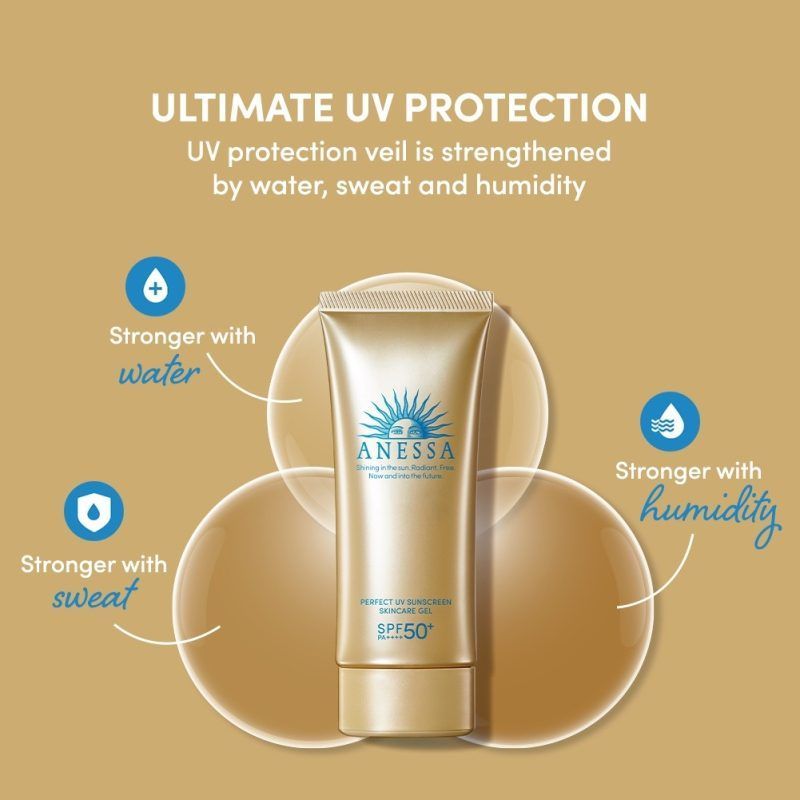 ULTIMATE UV PROTECTION
UV protection veil is strengthened
by water, sweat and humidity
Stronger with
water
Stronger with
humidity
Stronger with
sweat
ANESSA
Shining in the sun. Radiant. Free.
Now and into the future.
PERFECT UV SUNSCREEN
SKINCARE GEL
SPF50+
PA++++